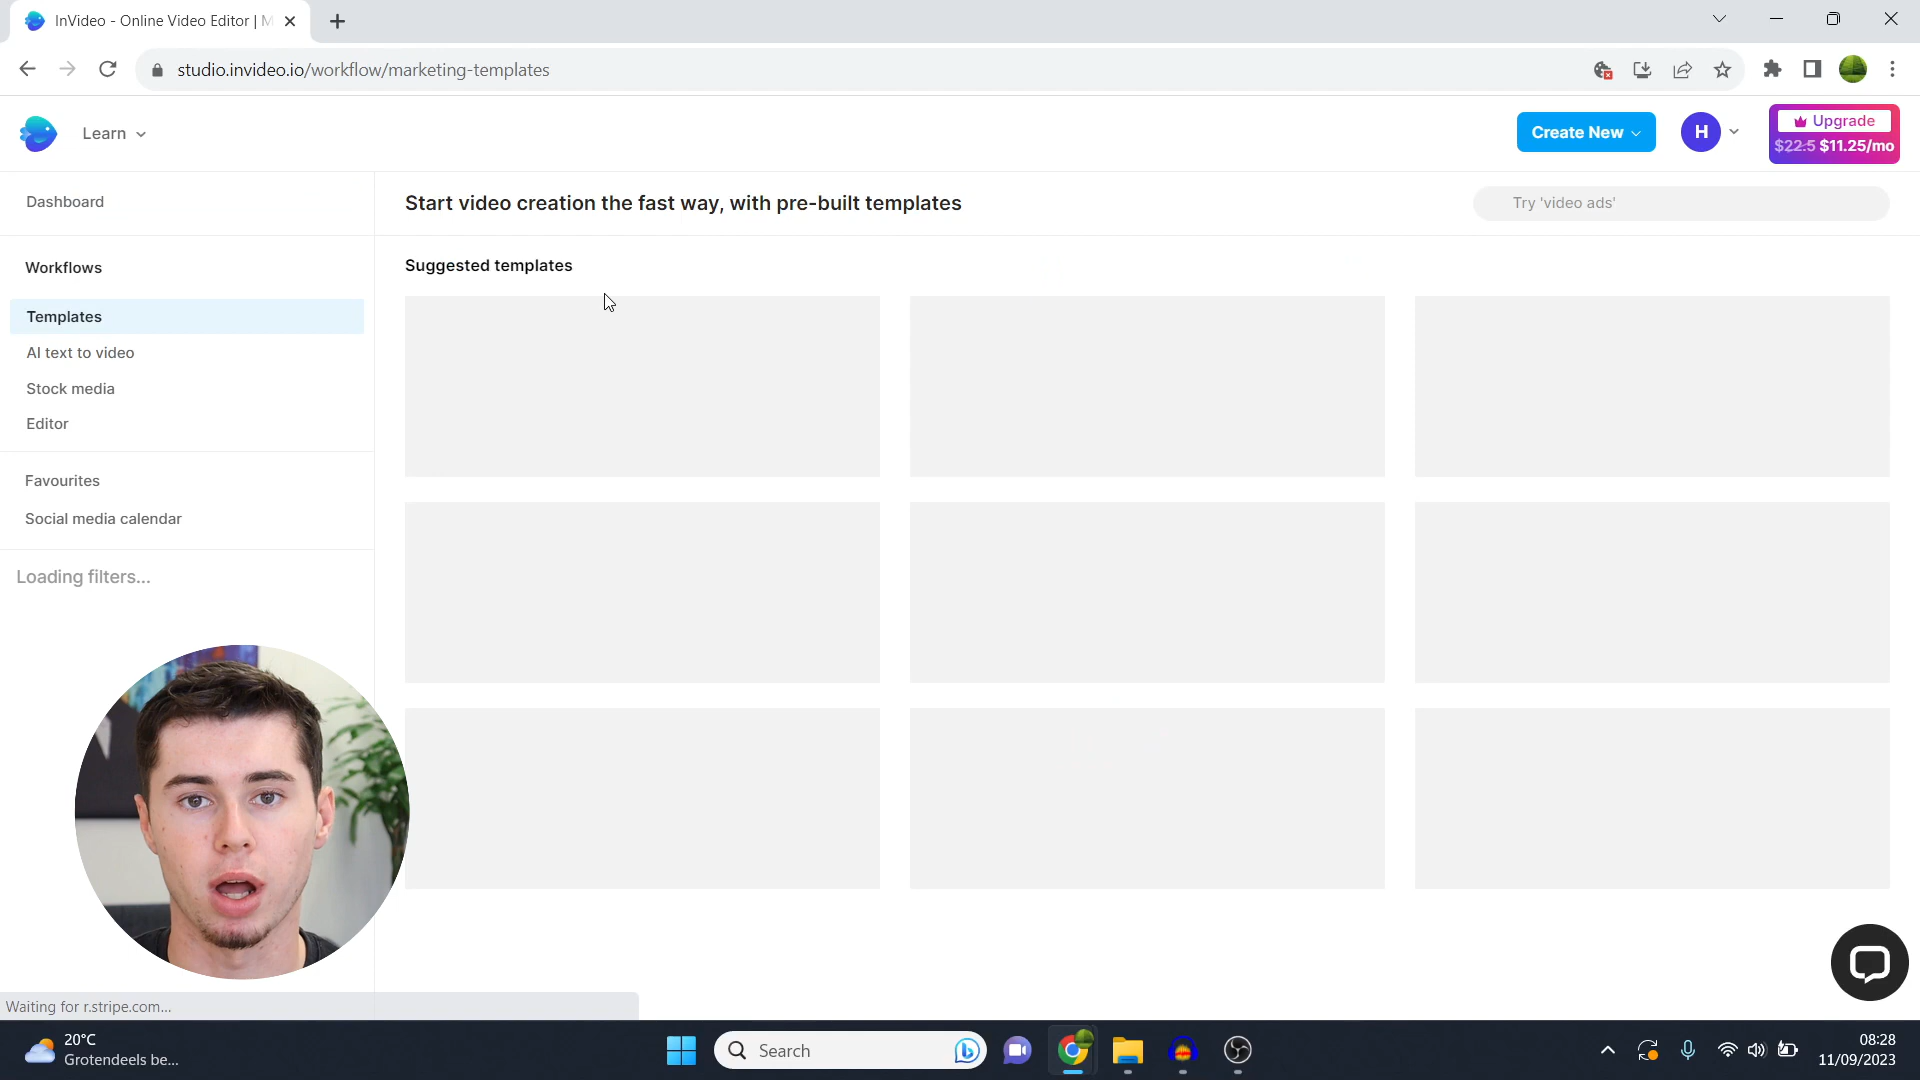 InVideo - Online Video Editor | M
studio.invideo.io/workflow/marketing-templates
Learn
Create New
H
Upgrade
$22.5 $11.25/mo
Dashboard
Start video creation the fast way, with pre-built templates
Try 'video ads'
Workflows
Suggested templates
Templates
AI text to video
Stock media
Editor
Favourites
Social media calendar
Loading filters...
Waiting for r.stripe.com...
20°C
Grotendeels be...
Search
08:28
11/09/2023